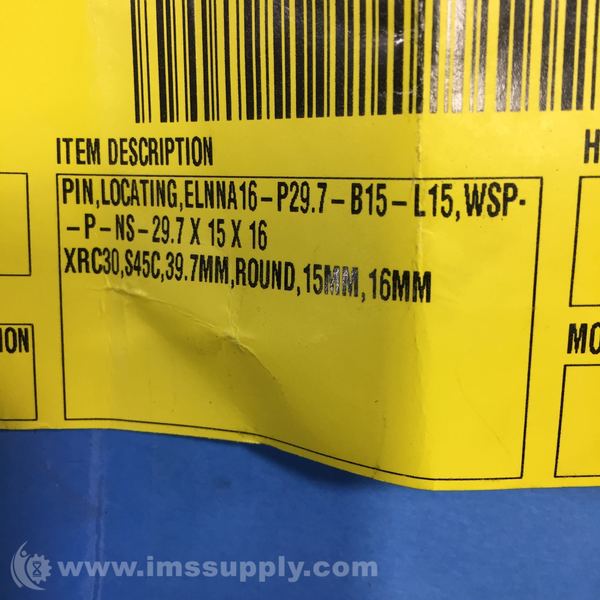 ITEM DESCRIPTION
H
PIN,LOCATING,ELNNA16-P29.7-B15-L15,WSP-
-P-NS-29.7 X 15 X 16
XRC30,S45C,39.7MM,ROUND,15MM,16MM
ION
MO
www.imssupply.com